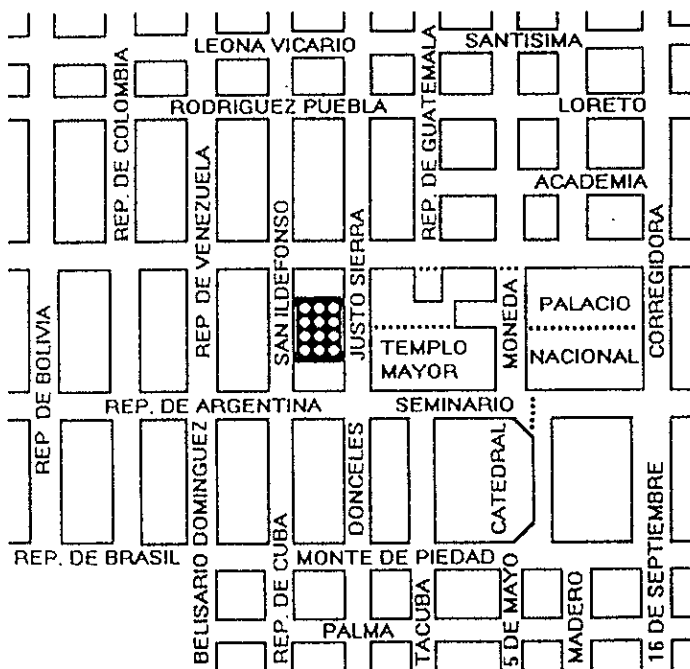 LEONA VICARIO
SANTISIMA
REP. DE COLOMBIA
REP. DE GUATEMALA
RODRIGUEZ PUEBLA
LORETO
REP. DE VENEZUELA
ACADEMIA
SAN ILDEFONSO
JUSTO SIERRA
CORREGIDORA
REP. DE BOLIVIA
MONEDA
PALACIO
NACIONAL
TEMPLO
MAYOR
REP. DE ARGENTINA
SEMINARIO
BELISARIO DOMINGUEZ
DONCELES
CATEDRAL
16 DE SEPTIEMBRE
REP. DE BRASIL
REP. DE CUBA
MONTE DE PIEDAD
TACUBA
5 DE MAYO
MADERO
PALMA